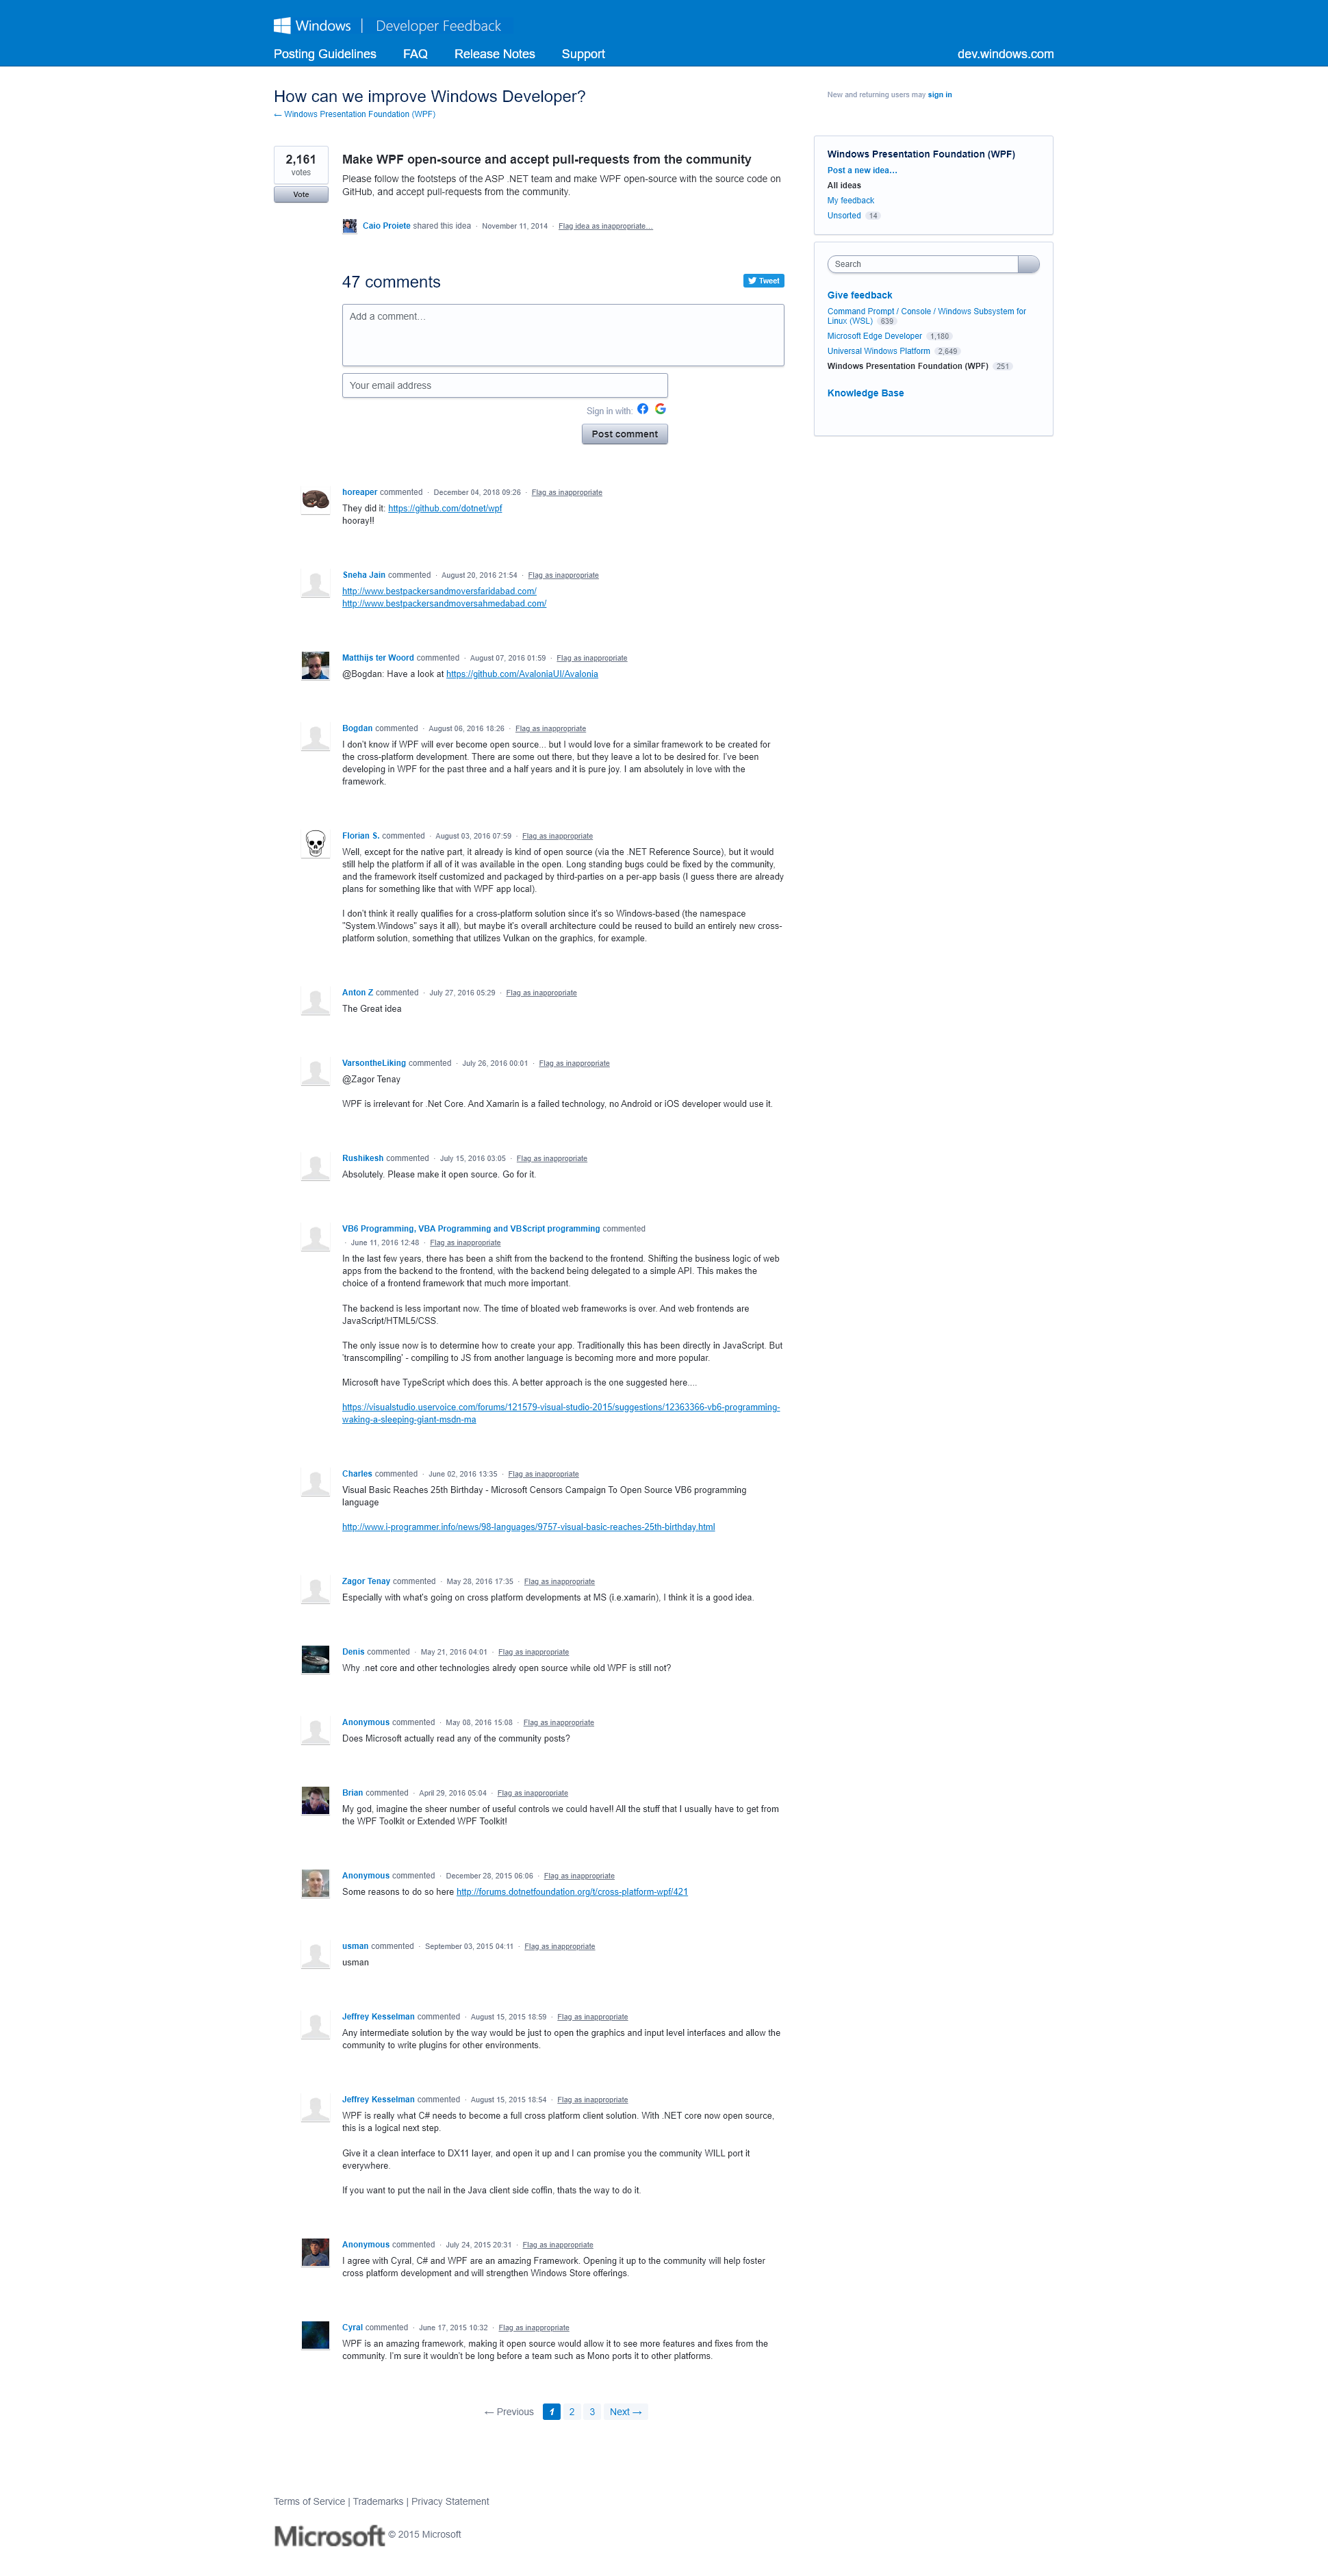 Windows | Developer Feedback
Posting Guidelines FAQ Release Notes Support dev.windows.com
How can we improve Windows Developer?
← Windows Presentation Foundation (WPF)
New and returning users may sign in
2,161
votes
Vote
Make WPF open-source and accept pull-requests from the community
Please follow the footsteps of the ASP .NET team and make WPF open-source with the source code on
GitHub, and accept pull-requests from the community.
Caio Proiete shared this idea · November 11, 2014 · Flag idea as inappropriate…
Windows Presentation Foundation (WPF)
Post a new idea…
All ideas
My feedback
Unsorted 14
Search
Give feedback
Command Prompt / Console / Windows Subsystem for
Linux (WSL) 639
Microsoft Edge Developer 1,180
Universal Windows Platform 2,649
Windows Presentation Foundation (WPF) 251
Knowledge Base
47 comments
Tweet
Add a comment…
Your email address
Sign in with:
Post comment
horeaper commented · December 04, 2018 09:26 · Flag as inappropriate
They did it: https://github.com/dotnet/wpf
hooray!!
Sneha Jain commented · August 20, 2016 21:54 · Flag as inappropriate
http://www.bestpackersandmoversfaridabad.com/
http://www.bestpackersandmoversahmedabad.com/
Matthijs ter Woord commented · August 07, 2016 01:59 · Flag as inappropriate
@Bogdan: Have a look at https://github.com/AvaloniaUI/Avalonia
Bogdan commented · August 06, 2016 18:26 · Flag as inappropriate
I don't know if WPF will ever become open source... but I would love for a similar framework to be created for
the cross-platform development. There are some out there, but they leave a lot to be desired for. I've been
developing in WPF for the past three and a half years and it is pure joy. I am absolutely in love with the
framework.
Florian S. commented · August 03, 2016 07:59 · Flag as inappropriate
Well, except for the native part, it already is kind of open source (via the .NET Reference Source), but it would
still help the platform if all of it was available in the open. Long standing bugs could be fixed by the community,
and the framework itself customized and packaged by third-parties on a per-app basis (I guess there are already
plans for something like that with WPF app local).
I don't think it really qualifies for a cross-platform solution since it's so Windows-based (the namespace
"System.Windows" says it all), but maybe it's overall architecture could be reused to build an entirely new cross-
platform solution, something that utilizes Vulkan on the graphics, for example.
Anton Z commented · July 27, 2016 05:29 · Flag as inappropriate
The Great idea
VarsontheLiking commented · July 26, 2016 00:01 · Flag as inappropriate
@Zagor Tenay
WPF is irrelevant for .Net Core. And Xamarin is a failed technology, no Android or iOS developer would use it.
Rushikesh commented · July 15, 2016 03:05 · Flag as inappropriate
Absolutely. Please make it open source. Go for it.
VB6 Programming, VBA Programming and VBScript programming commented
· June 11, 2016 12:48 · Flag as inappropriate
In the last few years, there has been a shift from the backend to the frontend. Shifting the business logic of web
apps from the backend to the frontend, with the backend being delegated to a simple API. This makes the
choice of a frontend framework that much more important.
The backend is less important now. The time of bloated web frameworks is over. And web frontends are
JavaScript/HTML5/CSS.
The only issue now is to determine how to create your app. Traditionally this has been directly in JavaScript. But
'transcompiling' - compiling to JS from another language is becoming more and more popular.
Microsoft have TypeScript which does this. A better approach is the one suggested here....
https://visualstudio.uservoice.com/forums/121579-visual-studio-2015/suggestions/12363366-vb6-programming-
waking-a-sleeping-giant-msdn-ma
Charles commented · June 02, 2016 13:35 · Flag as inappropriate
Visual Basic Reaches 25th Birthday - Microsoft Censors Campaign To Open Source VB6 programming
language
http://www.i-programmer.info/news/98-languages/9757-visual-basic-reaches-25th-birthday.html
Zagor Tenay commented · May 28, 2016 17:35 · Flag as inappropriate
Especially with what's going on cross platform developments at MS (i.e.xamarin), I think it is a good idea.
Denis commented · May 21, 2016 04:01 · Flag as inappropriate
Why .net core and other technologies alredy open source while old WPF is still not?
Anonymous commented · May 08, 2016 15:08 · Flag as inappropriate
Does Microsoft actually read any of the community posts?
Brian commented · April 29, 2016 05:04 · Flag as inappropriate
My god, imagine the sheer number of useful controls we could have!! All the stuff that I usually have to get from
the WPF Toolkit or Extended WPF Toolkit!
Anonymous commented · December 28, 2015 06:06 · Flag as inappropriate
Some reasons to do so here http://forums.dotnetfoundation.org/t/cross-platform-wpf/421
usman commented · September 03, 2015 04:11 · Flag as inappropriate
usman
Jeffrey Kesselman commented · August 15, 2015 18:59 · Flag as inappropriate
Any intermediate solution by the way would be just to open the graphics and input level interfaces and allow the
community to write plugins for other environments.
Jeffrey Kesselman commented · August 15, 2015 18:54 · Flag as inappropriate
WPF is really what C# needs to become a full cross platform client solution. With .NET core now open source,
this is a logical next step.
Give it a clean interface to DX11 layer, and open it up and I can promise you the community WILL port it
everywhere.
If you want to put the nail in the Java client side coffin, thats the way to do it.
Anonymous commented · July 24, 2015 20:31 · Flag as inappropriate
I agree with Cyral, C# and WPF are an amazing Framework. Opening it up to the community will help foster
cross platform development and will strengthen Windows Store offerings.
Cyral commented · June 17, 2015 10:32 · Flag as inappropriate
WPF is an amazing framework, making it open source would allow it to see more features and fixes from the
community. I'm sure it wouldn't be long before a team such as Mono ports it to other platforms.
← Previous 1 2 3 Next →
Terms of Service | Trademarks | Privacy Statement
Microsoft © 2015 Microsoft